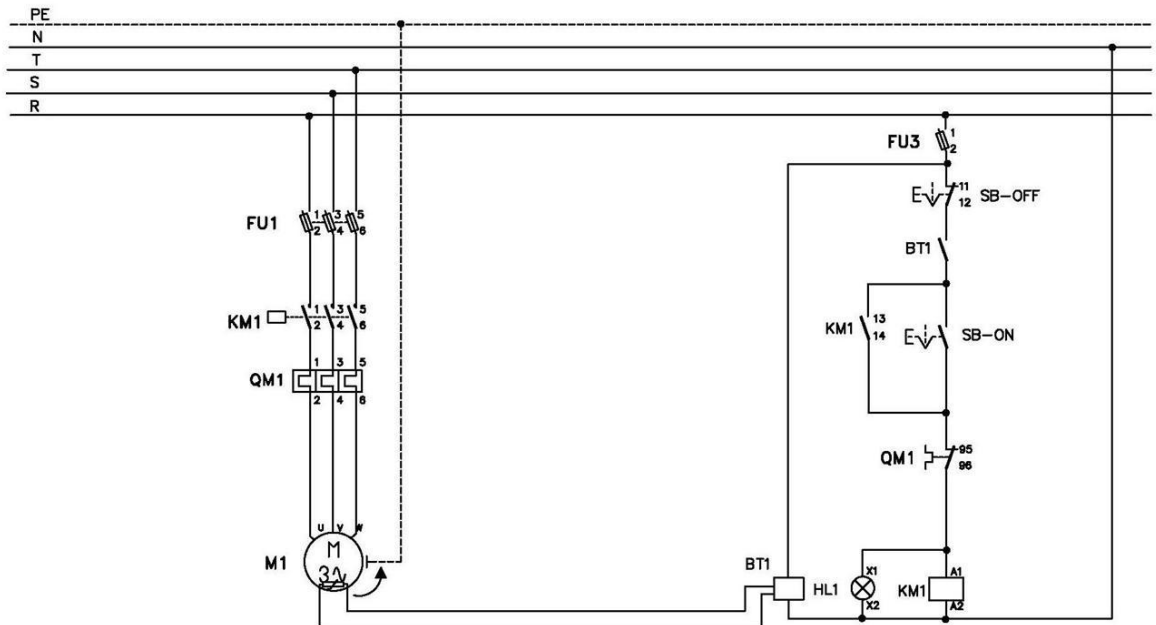 PE
N
T
S
R
FU3
1
2
11
E
SB-OFF
12
FU1
1 3 5
2 4 6
BT1
KM1
1 3 5
2 4 6
KM1
13
14
E
SB-ON
QM1
1 3 5
2 4 6
QM1
95
96
U V W
M1
M
3~
BT1
HL1
X1
X2
KM1
A1
A2